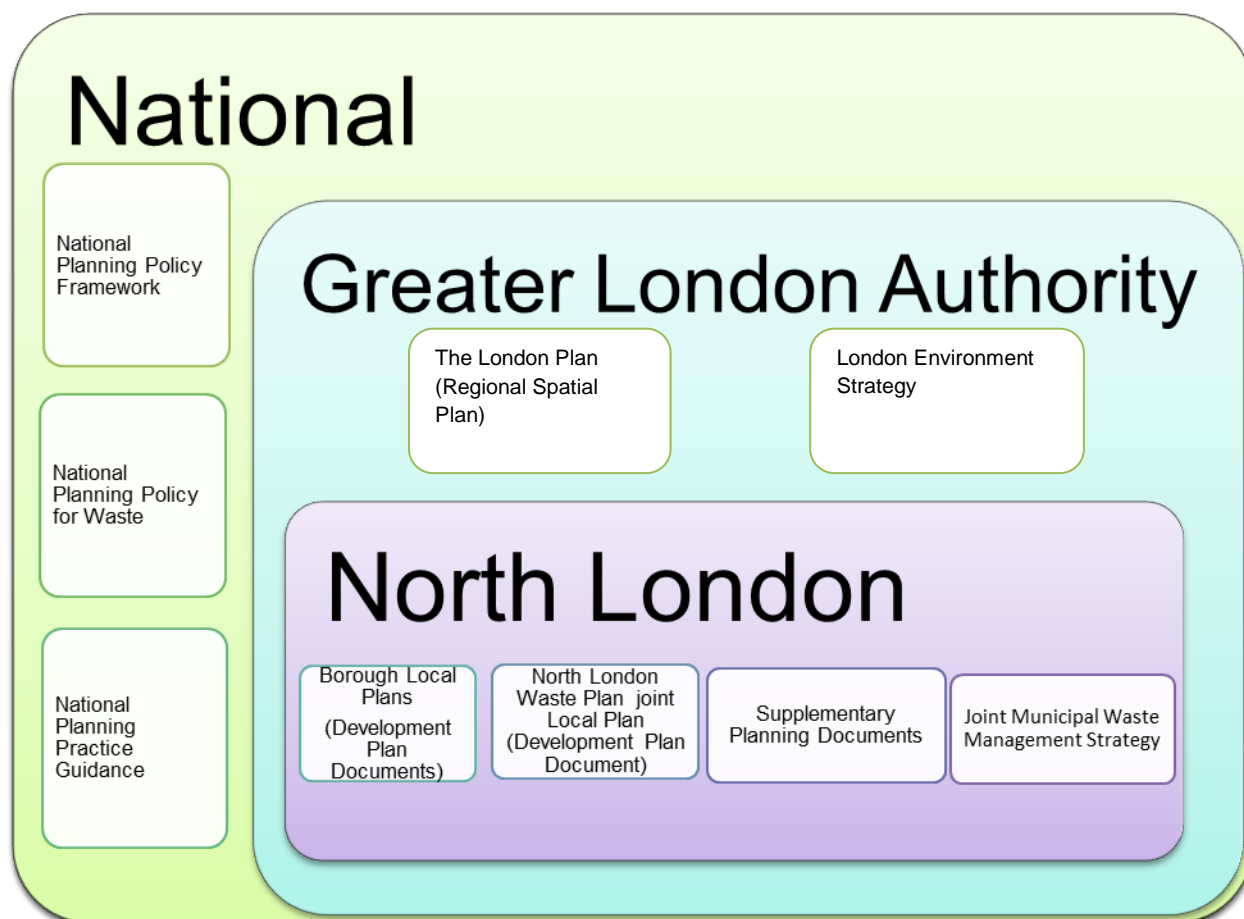 National
National
Planning Policy
Framework
National
Planning Policy
for Waste
National
Planning
Practice
Guidance
Greater London Authority
The London Plan
(Regional Spatial
Plan)
London Environment
Strategy
North London
Borough Local
Plans
(Development
Plan
Documents)
North London
Waste Plan joint
Local Plan
(Development Plan
Document)
Supplementary
Planning Documents
Joint Municipal Waste
Management Strategy